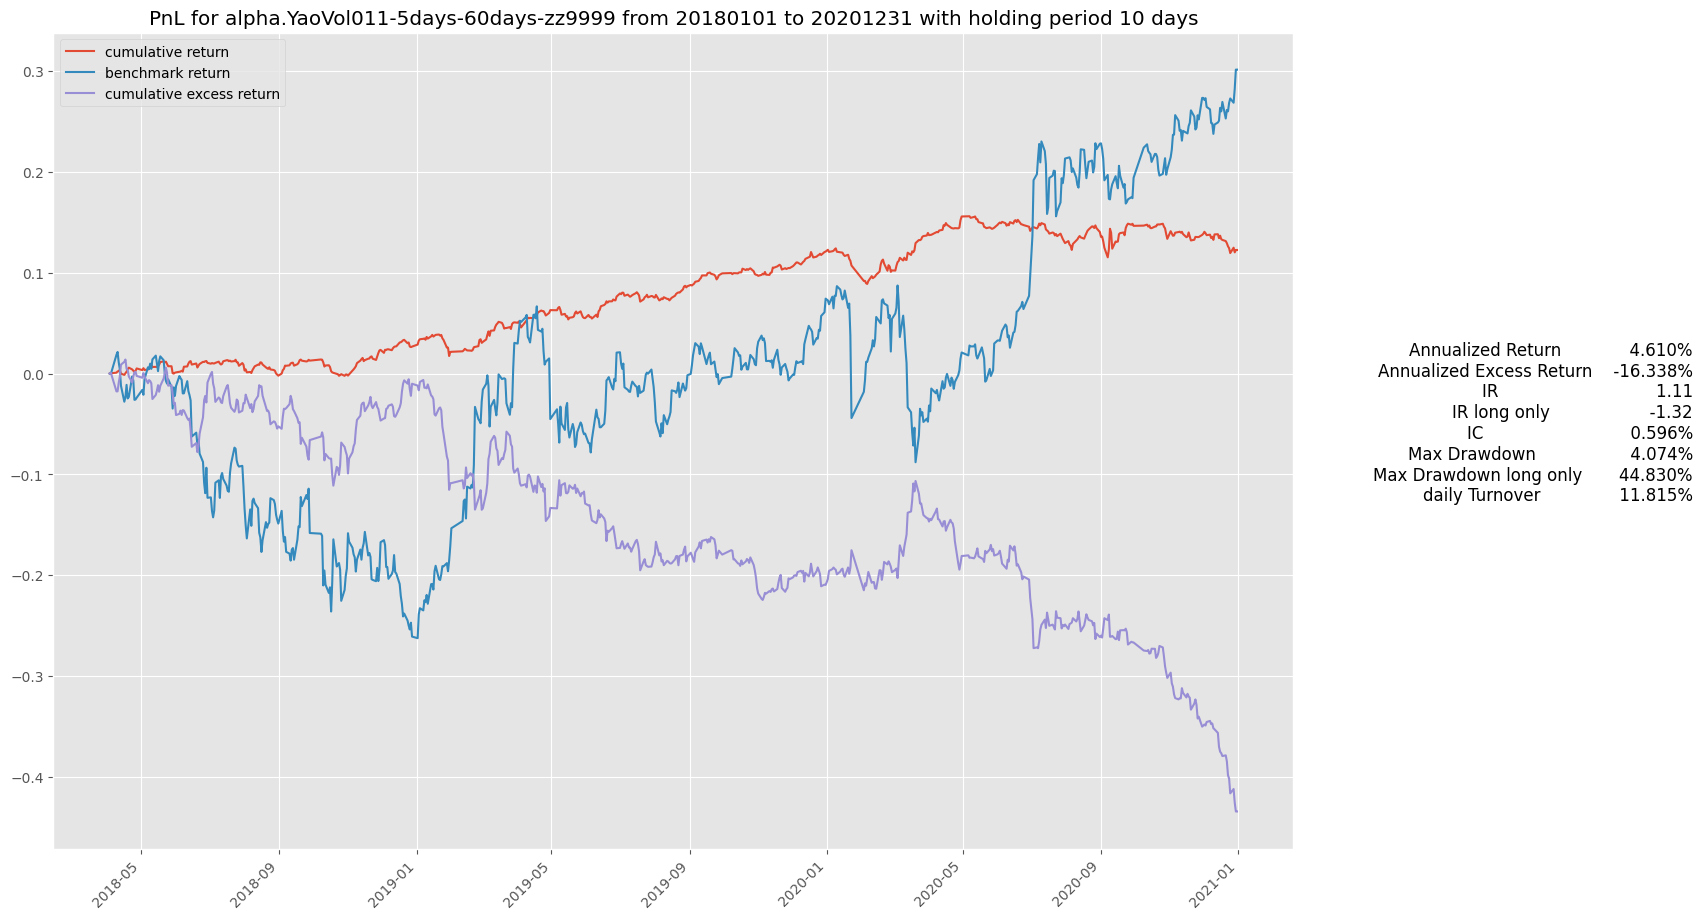 PnL for alpha.YaoVol011-5days-60days-zz9999 from 20180101 to 20201231 with holding period 10 days
cumulative return
benchmark return
cumulative excess return
0.3
0.2
0.1
0.0
−0.1
−0.2
−0.3
−0.4
Annualized Return 4.610%
Annualized Excess Return -16.338%
IR 1.11
IR long only -1.32
IC 0.596%
Max Drawdown 4.074%
Max Drawdown long only 44.830%
daily Turnover 11.815%
2018-05
2018-09
2019-01
2019-05
2019-09
2020-01
2020-05
2020-09
2021-01